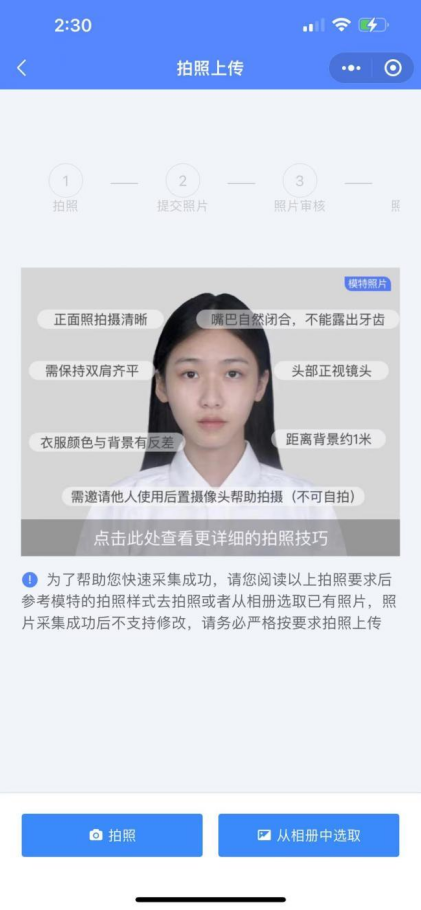 2:30
拍照上传
1
2
3
拍照
提交照片
照片审核
模特照片
正面照拍摄清晰
嘴巴自然闭合，不能露出牙齿
需保持双肩齐平
头部正视镜头
衣服颜色与背景有反差
距离背景约1米
需邀请他人使用后置摄像头帮助拍摄（不可自拍）
点击此处查看更详细的拍照技巧
为了帮助您快速采集成功，请您阅读以上拍照要求后
参考模特的拍照样式去拍照或者从相册选取已有照片，照
片采集成功后不支持修改，请务必严格按要求拍照上传
拍照
从相册中选取